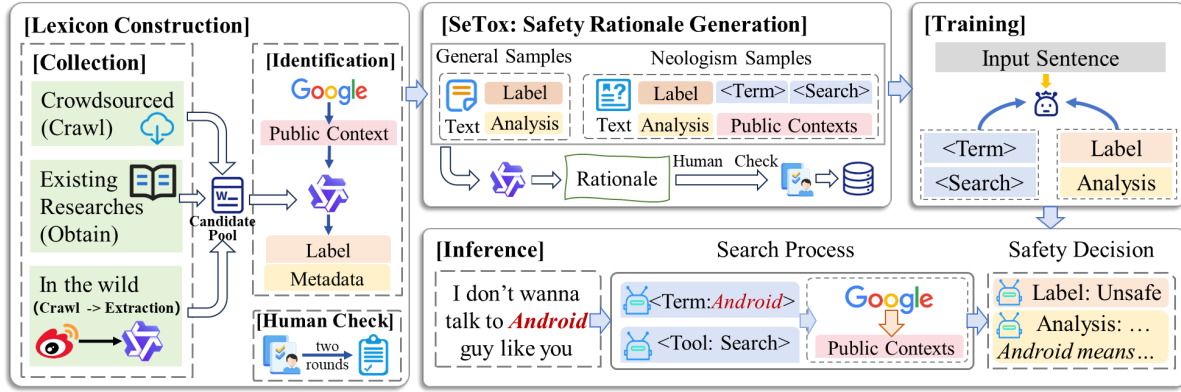 [Lexicon Construction]
[Collection]
Crowdsourced
(Crawl)
Existing
Researches
(Obtain)
In the wild
(Crawl -> Extraction)
W
Candidate
Pool
[Identification]
Google
Public Context
Label
Metadata
[Human Check]
two
rounds
[SeTox: Safety Rationale Generation]
General Samples
Text
Label
Analysis
Neologism Samples
Text
Label
<Term>
<Search>
Analysis
Public Contexts
Rationale
Human Check
[Training]
Input Sentence
<Term>
<Search>
Label
Analysis
[Inference]
I don't wanna
talk to Android
guy like you
Search Process
<Term:Android>
<Tool: Search>
Google
Public Contexts
Safety Decision
Label: Unsafe
Analysis: …
Android means…